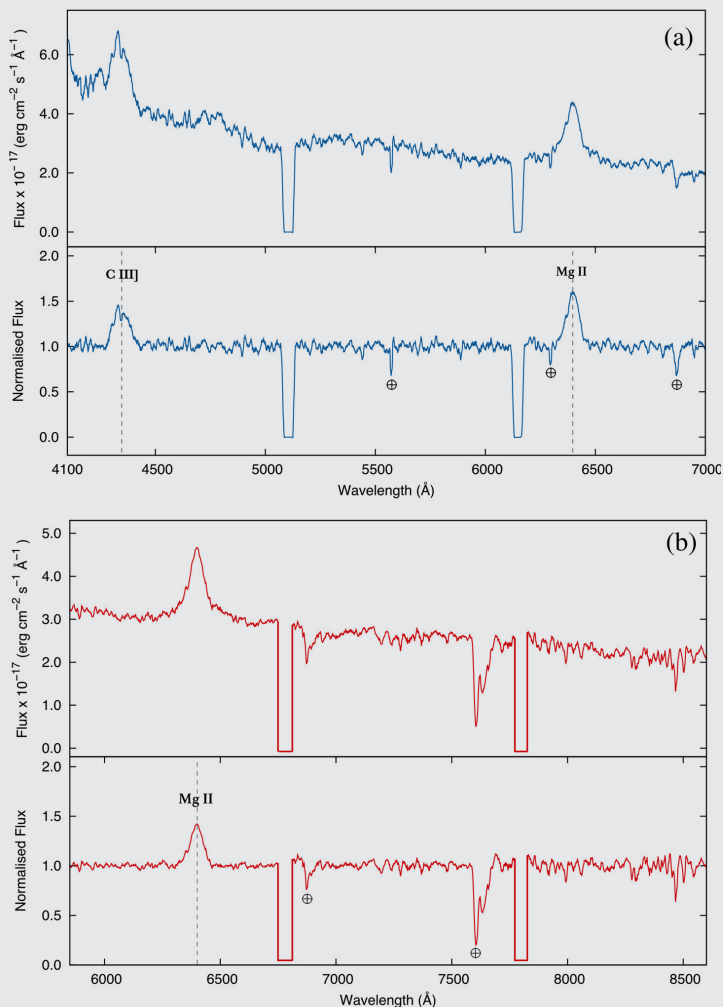 (a)
6.0
4.0
2.0
0.0
Flux x 10⁻¹⁷ (erg cm⁻² s⁻¹ Å⁻¹)
2.0
1.5
1.0
0.5
0.0
Normalised Flux
C III]
Mg II
⊕ ⊕ ⊕
4100 4500 5000 5500 6000 6500 7000
Wavelength (Å)
(b)
5.0
4.0
3.0
2.0
1.0
0.0
Flux x 10⁻¹⁷ (erg cm⁻² s⁻¹ Å⁻¹)
2.0
1.5
1.0
0.5
0.0
Normalised Flux
Mg II
⊕ ⊕
6000 6500 7000 7500 8000 8500
Wavelength (Å)